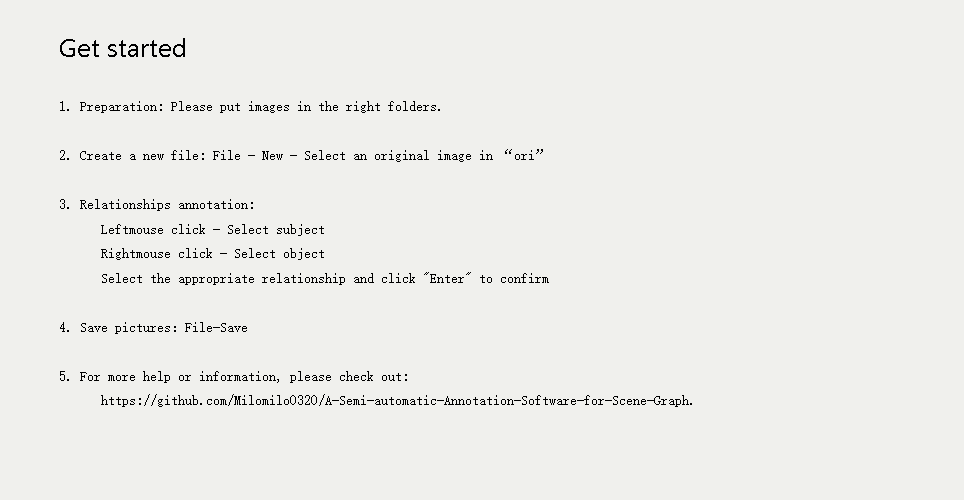 Get started
1. Preparation: Please put images in the right folders.
2. Create a new file: File - New - Select an original image in “ori”
3. Relationships annotation:
Leftmouse click - Select subject
Rightmouse click - Select object
Select the appropriate relationship and click "Enter" to confirm
4. Save pictures: File-Save
5. For more help or information, please check out:
https://github.com/Milomilo0320/A-Semi-automatic-Annotation-Software-for-Scene-Graph.